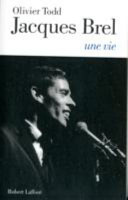 Olivier Todd
Jacques Brel
une vie
Robert Laffont